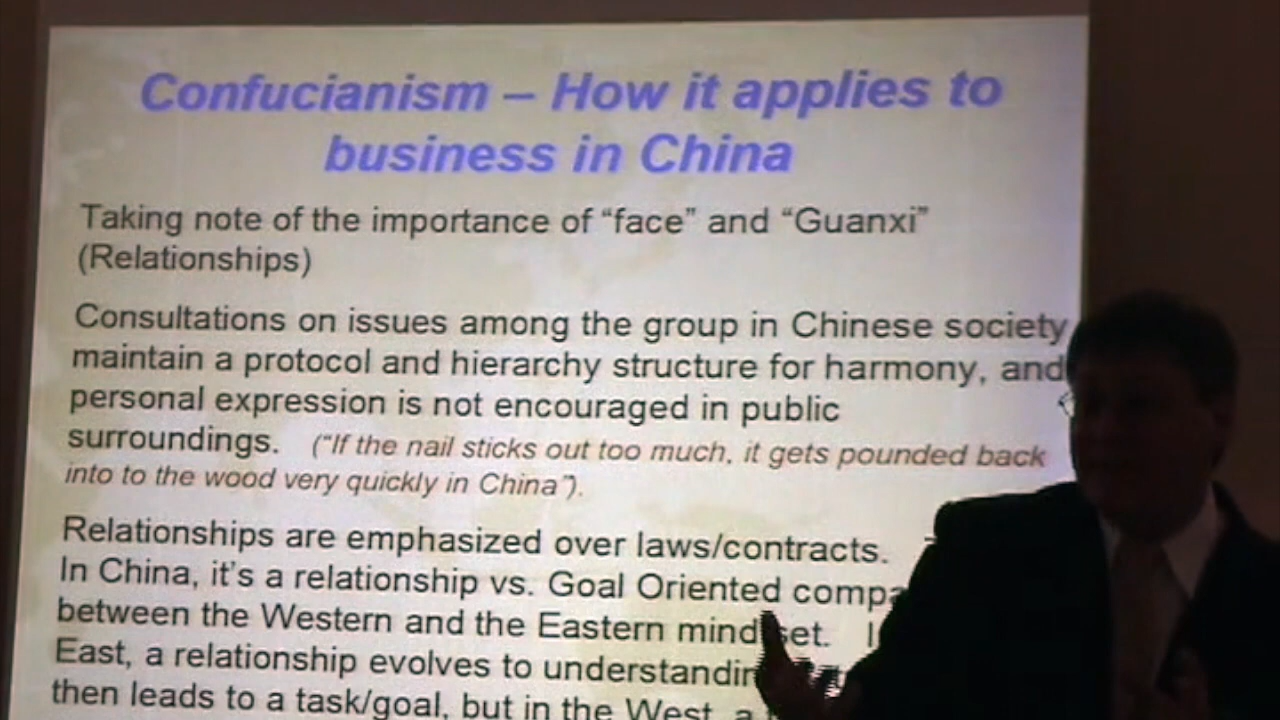 Confucianism – How it applies to
business in China
Taking note of the importance of “face” and “Guanxi”
(Relationships)
Consultations on issues among the group in Chinese society
maintain a protocol and hierarchy structure for harmony, and
personal expression is not encouraged in public
surroundings. (“If the nail sticks out too much, it gets pounded back
into to the wood very quickly in China”).
Relationships are emphasized over laws/contracts.
In China, it’s a relationship vs. Goal Oriented
between the Western and the Eastern mind set.
East, a relationship evolves to
then leads to a task/goal, but in the West, a